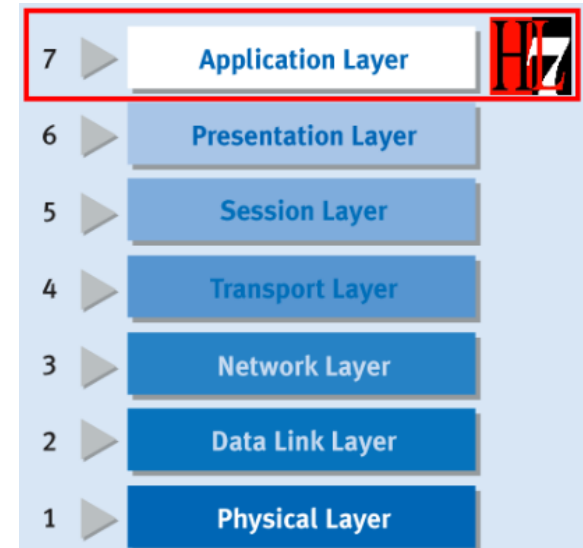 7 Application Layer HL7
6 Presentation Layer
5 Session Layer
4 Transport Layer
3 Network Layer
2 Data Link Layer
1 Physical Layer